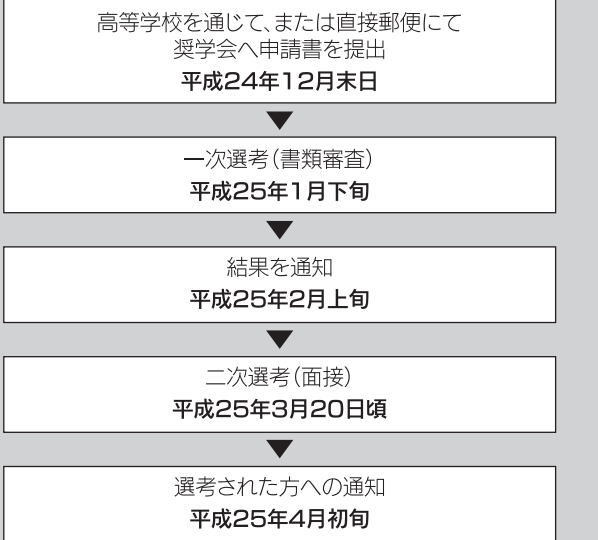 高等学校を通じて、または直接郵便にて
奨学会へ申請書を提出
平成24年12月末日
一次選考（書類審査）
平成25年1月下旬
結果を通知
平成25年2月上旬
二次選考（面接）
平成25年3月20日頃
選考された方への通知
平成25年4月初旬